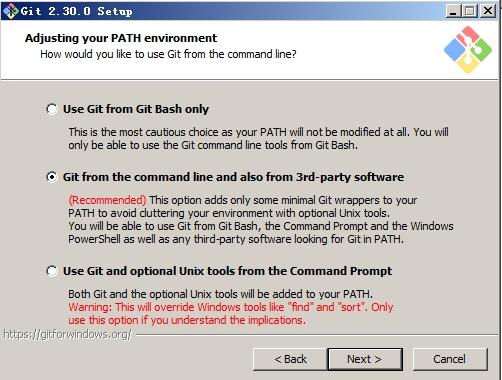 Git 2.30.0 Setup
Adjusting your PATH environment
How would you like to use Git from the command line?
Use Git from Git Bash only
This is the most cautious choice as your PATH will not be modified at all. You will
only be able to use the Git command line tools from Git Bash.
Git from the command line and also from 3rd-party software
(Recommended) This option adds only some minimal Git wrappers to your
PATH to avoid cluttering your environment with optional Unix tools.
You will be able to use Git from Git Bash, the Command Prompt and the Windows
PowerShell as well as any third-party software looking for Git in PATH.
Use Git and optional Unix tools from the Command Prompt
Both Git and the optional Unix tools will be added to your PATH.
Warning: This will override Windows tools like "find" and "sort". Only
use this option if you understand the implications.
https://gitforwindows.org/
< Back
Next >
Cancel